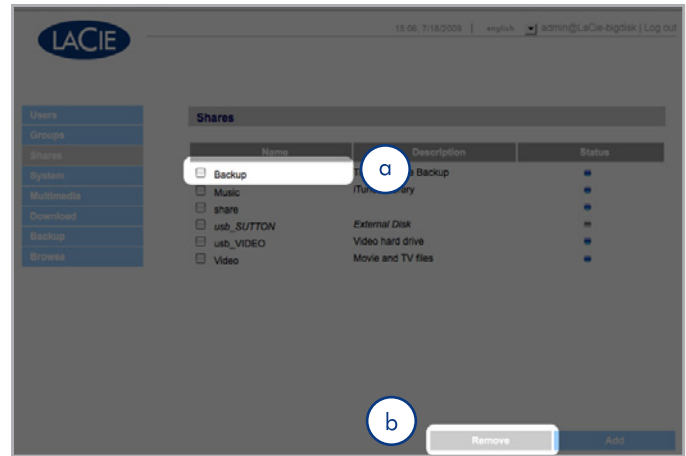 LACIE
15:06, 7/18/2009 | english admin@LaCie-bigdisk | Log out
Users
Groups
Shares
System
Multimedia
Download
Backup
Browse
Shares
Name Description Status
Backup a Backup
Music
share
usb_SUTTON External Disk
usb_VIDEO Video hard drive
Video Movie and TV files
b
Remove Add